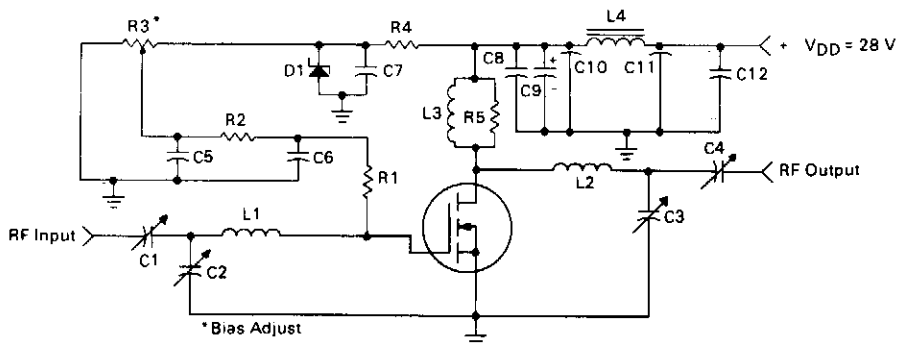 R3*
R4
L4
+ VDD = 28 V
D1
C7
C8
C9
+
-
C10
C11
C12
L3
R5
R2
C5
C6
R1
C4
RF Output
L2
C3
L1
RF Input
C1
C2
*Bias Adjust